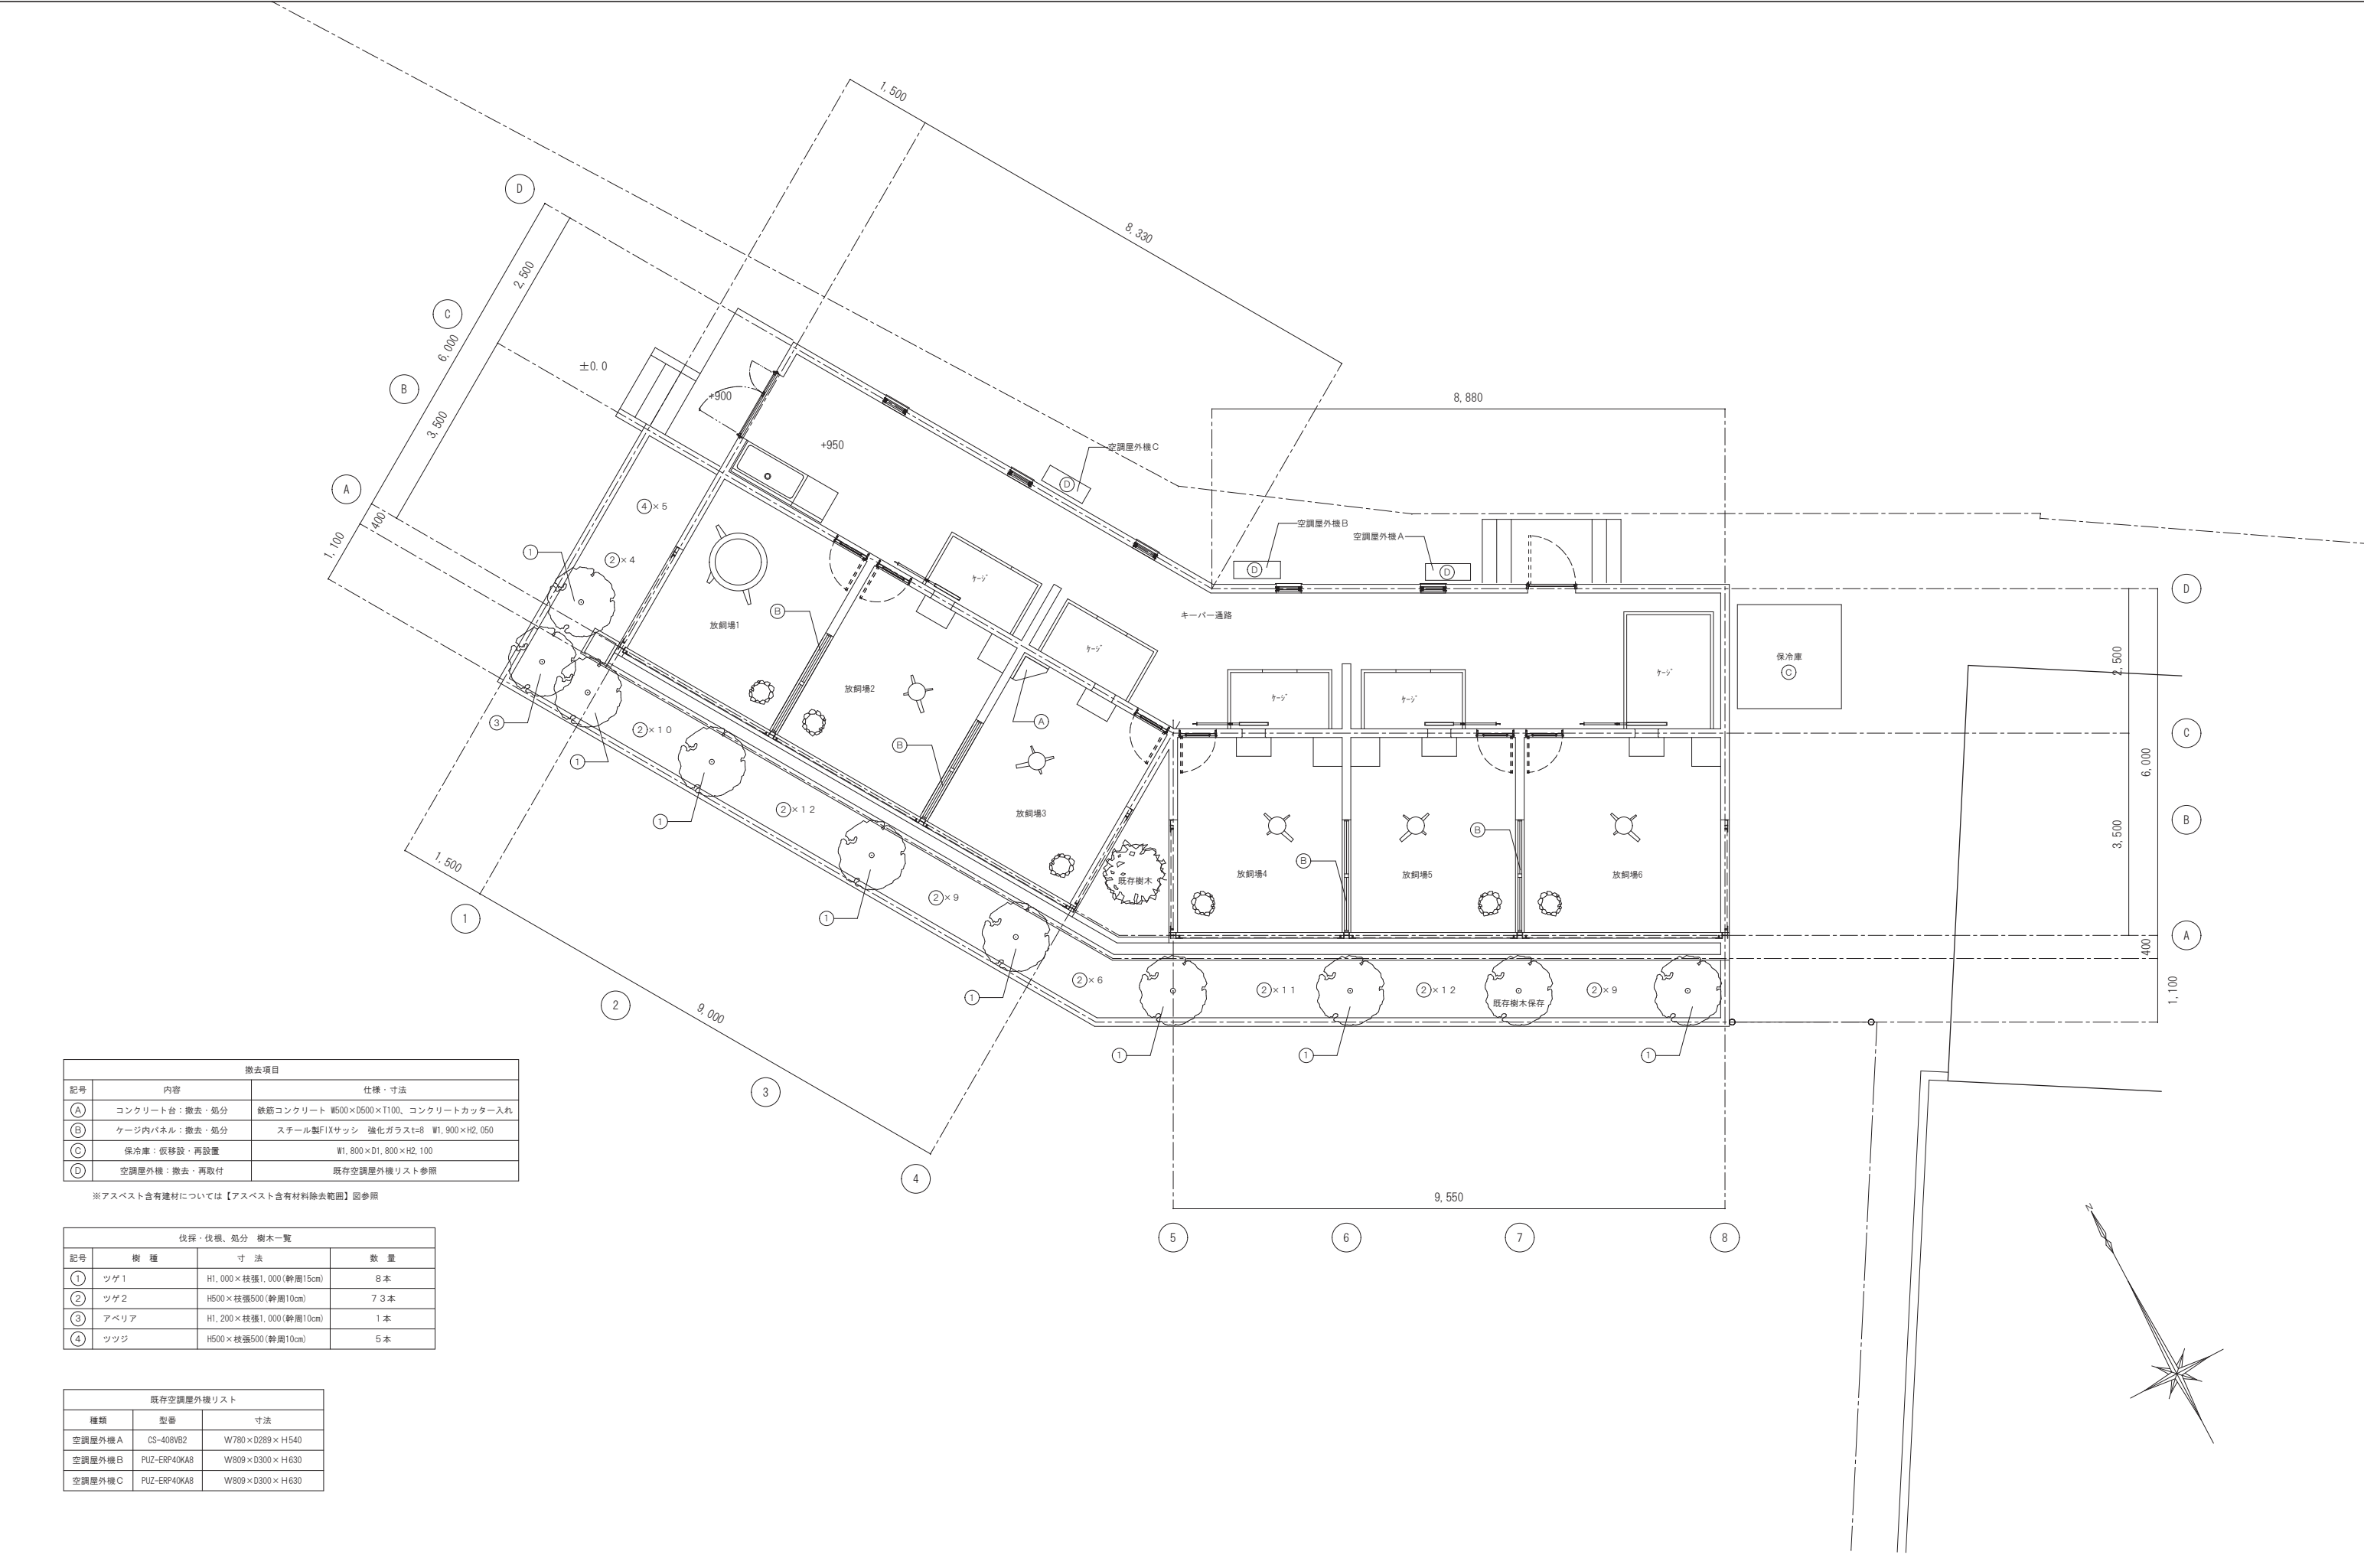 1,500
8,330
D
2,500
C
6,000
B
3,500
A
400
1,100
±0.0
+900
+950
空調屋外機C
D
8,880
空調屋外機B
D
空調屋外機A
D
④×5
②×4
①
③
①
②×10
①
②×12
①
②×9
①
②×6
放飼場1
B
放飼場2
B
A
放飼場3
ケージ
ケージ
キーパー通路
ケージ
ケージ
ケージ
保冷庫
C
既存樹木
放飼場4
B
放飼場5
B
放飼場6
②×11
②×12
既存樹木保存
②×9
①
①
①
D
2,500
C
6,000
B
3,500
A
400
1,100
1,500
9,000
1
2
3
4
9,550
5
6
7
8
N
撤去項目
記号 内容 仕様・寸法
A コンクリート台：撤去・処分 鉄筋コンクリート W500×D500×T100、コンクリートカッター入れ
B ケージ内パネル：撤去・処分 スチール製FIXサッシ 強化ガラスt=8 W1,900×H2,050
C 保冷庫：仮移設・再設置 W1,800×D1,800×H2,100
D 空調屋外機：撤去・再取付 既存空調屋外機リスト参照
※アスベスト含有建材については【アスベスト含有材料除去範囲】図参照
伐採・伐根、処分 樹木一覧
記号 樹 種 寸 法 数 量
① ツゲ1 H1,000×枝張1,000(幹周15cm) 8本
② ツゲ2 H500×枝張500(幹周10cm) 73本
③ アベリア H1,200×枝張1,000(幹周10cm) 1本
④ ツツジ H500×枝張500(幹周10cm) 5本
既存空調屋外機リスト
種類 型番 寸法
空調屋外機A CS-408VB2 W780×D289×H540
空調屋外機B PUZ-ERP40KA8 W809×D300×H630
空調屋外機C PUZ-ERP40KA8 W809×D300×H630